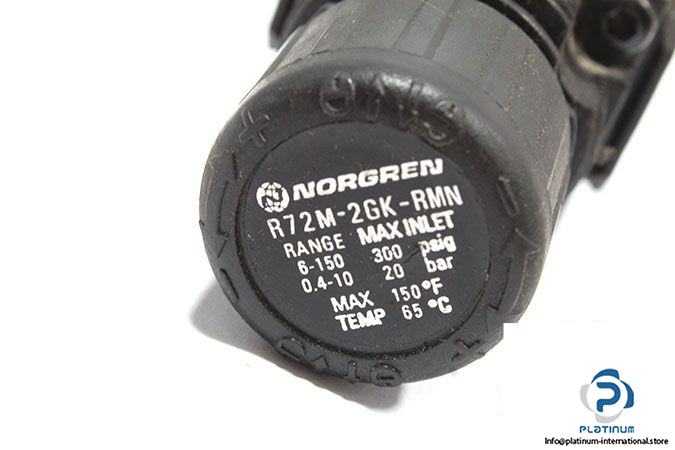 NORGREN
R72M-2GK-RMN
RANGE MAX INLET
6-150 300 psig
0.4-10 20 bar
MAX 150°F
TEMP 65°C
PLATINUM
Info@platinum-international.store